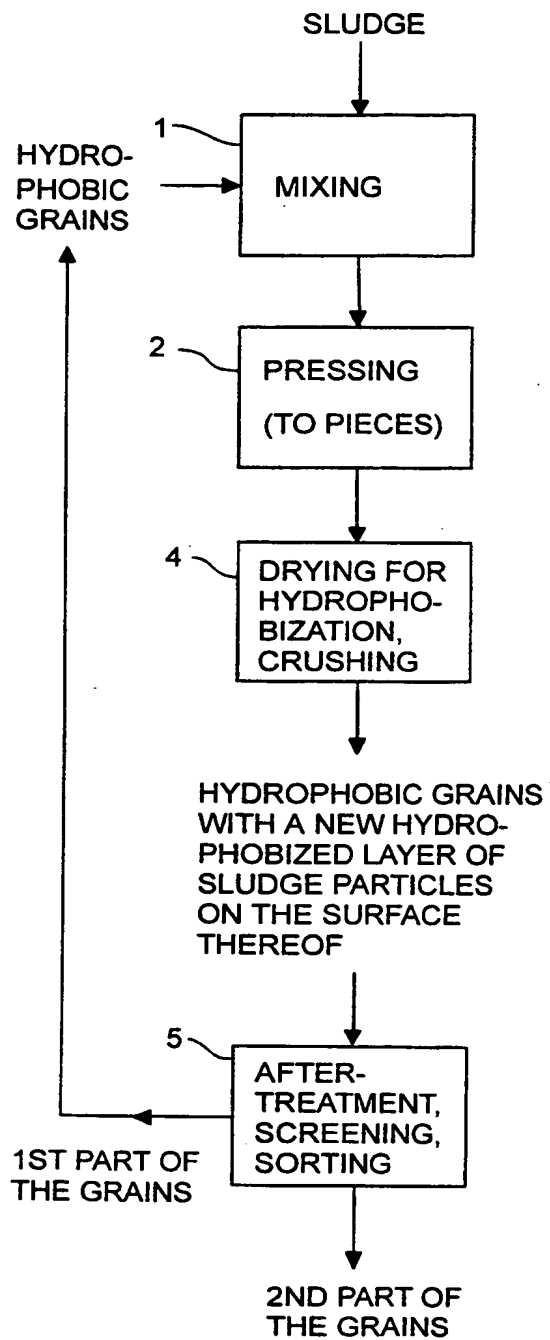 SLUDGE
1
HYDRO-
PHOBIC
GRAINS
MIXING
2
PRESSING
(TO PIECES)
4
DRYING FOR
HYDROPHO-
BIZATION,
CRUSHING
HYDROPHOBIC GRAINS
WITH A NEW HYDRO-
PHOBIZED LAYER OF
SLUDGE PARTICLES
ON THE SURFACE
THEREOF
5
AFTER-
TREATMENT,
SCREENING,
SORTING
1ST PART OF
THE GRAINS
2ND PART OF
THE GRAINS